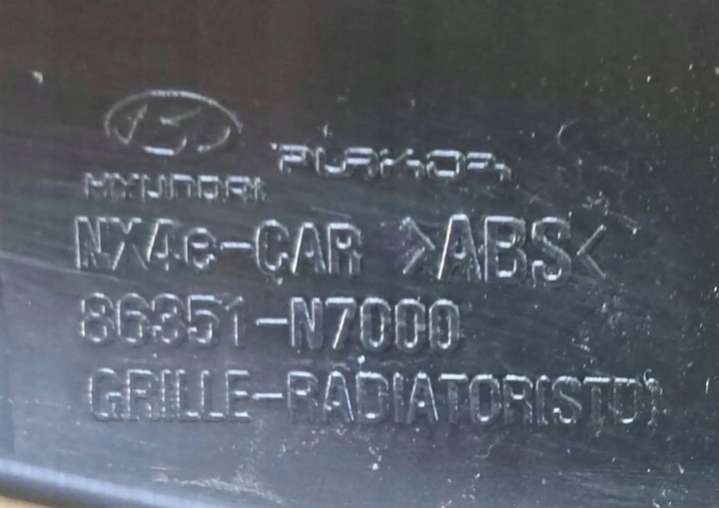 HYUNDAI PLAKOR
NX4e-CAR >ABS<
86351-N7000
GRILLE-RADIATOR(STD)